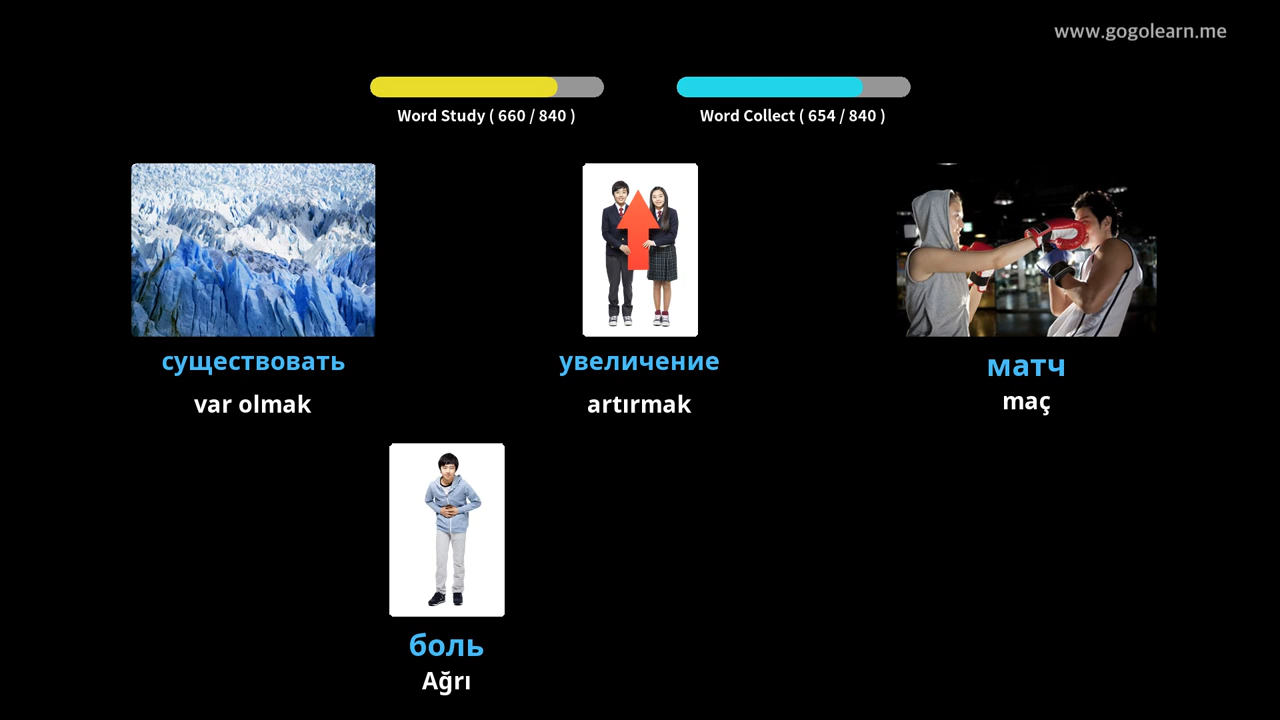 www.gogolearn.me
Word Study ( 660 / 840 )
Word Collect ( 654 / 840 )
существовать
увеличение
матч
var olmak
artırmak
maç
боль
Ağrı